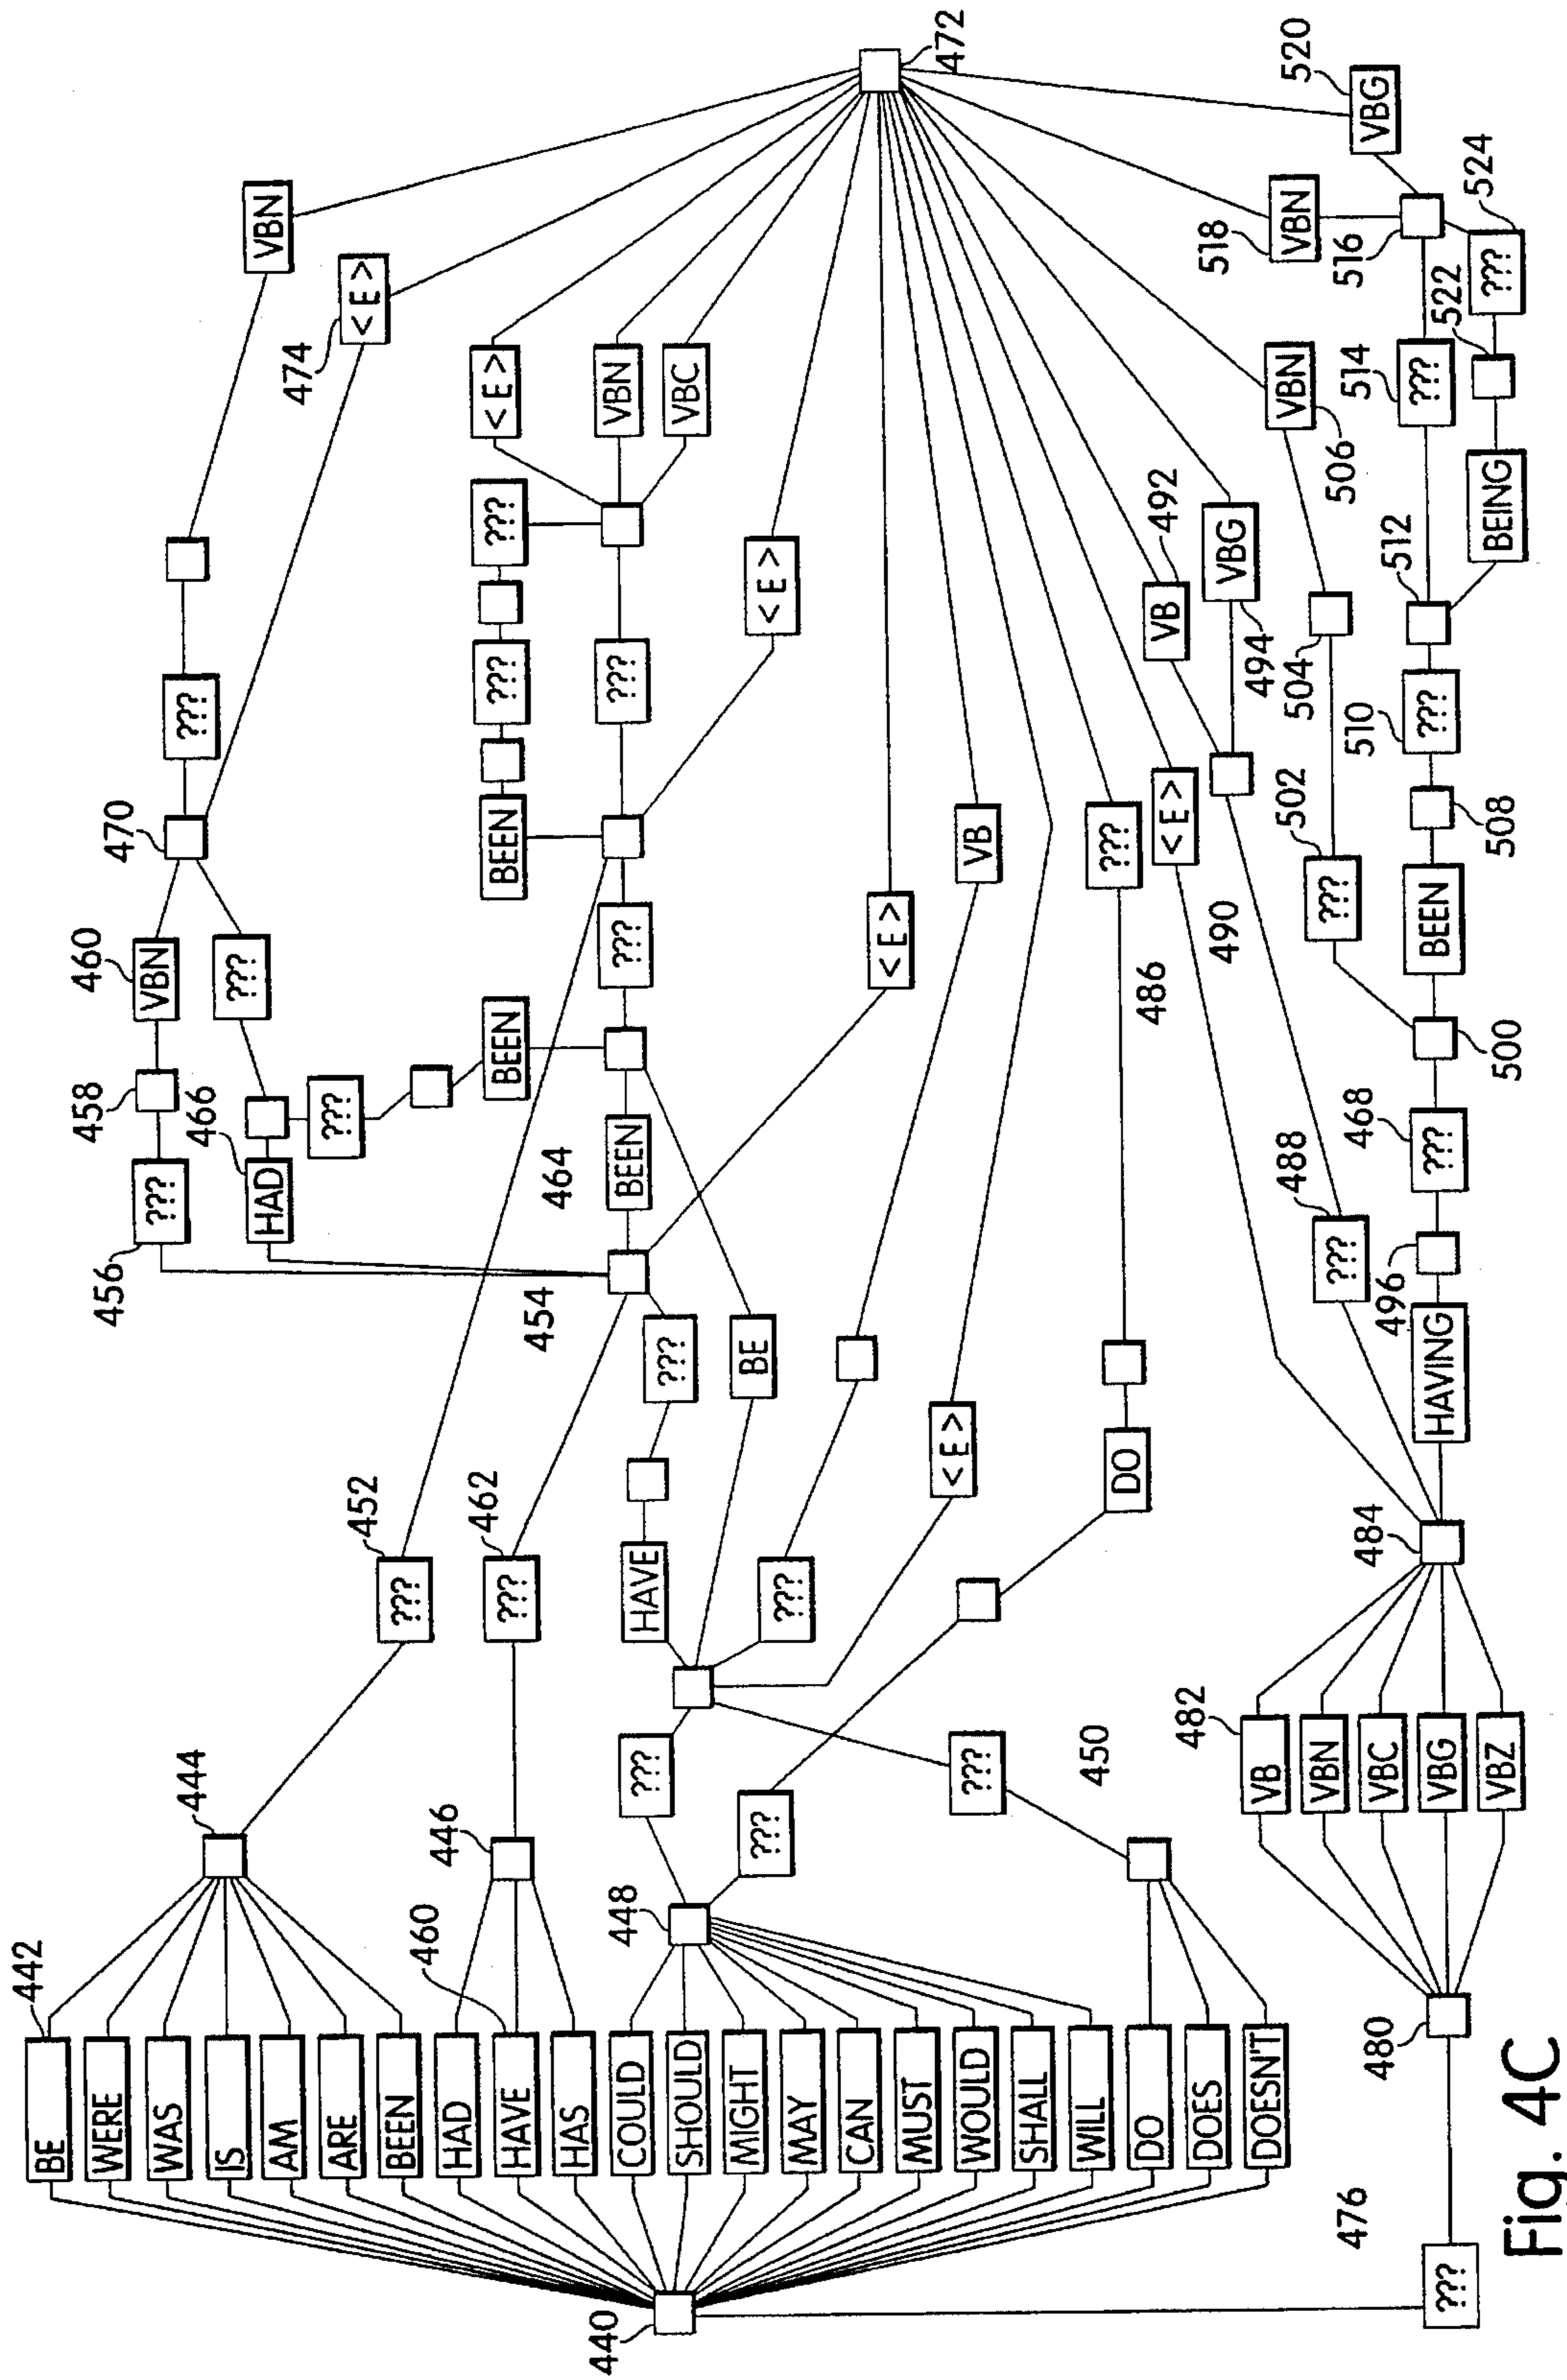 442
BE
WERE
WAS
IS
AM
ARE
BEEN
HAD
460
HAVE
HAS
COULD
SHOULD
MIGHT
MAY
CAN
MUST
WOULD
SHALL
WILL
DO
DOES
DOESN'T
440
476
???
444
446
448
450
452
???
462
???
???
???
???
HAVE
???
BE
???
< E >
DO
454
456
???
458
460
VBN
466
HAD
???
???
464
BEEN
BEEN
???
470
???
VBN
474
< E >
BEEN
???
???
???
< E >
VBN
VBC
< E >
< E >
VB
???
472
480
482
VB
VBN
VBC
VBG
VBZ
484
486
< E >
488
???
490
492
VB
494
VBG
HAVING
496
468
???
500
502
???
504
506
VBN
BEEN
508
510
???
512
514
???
BEING
522
524
???
516
518
VBN
520
VBG
Fig. 4C